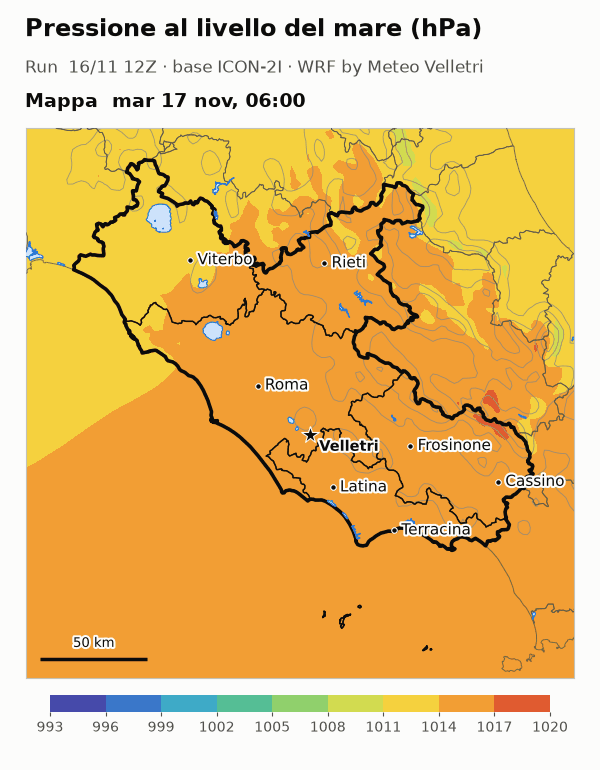 Pressione al livello del mare (hPa)
Run  16/11 12Z · base ICON-2I · WRF by Meteo Velletri
Mappa  mar 17 nov, 06:00
Viterbo
Rieti
Roma
Velletri
Frosinone
Cassino
Latina
Terracina
50 km
993 996 999 1002 1005 1008 1011 1014 1017 1020